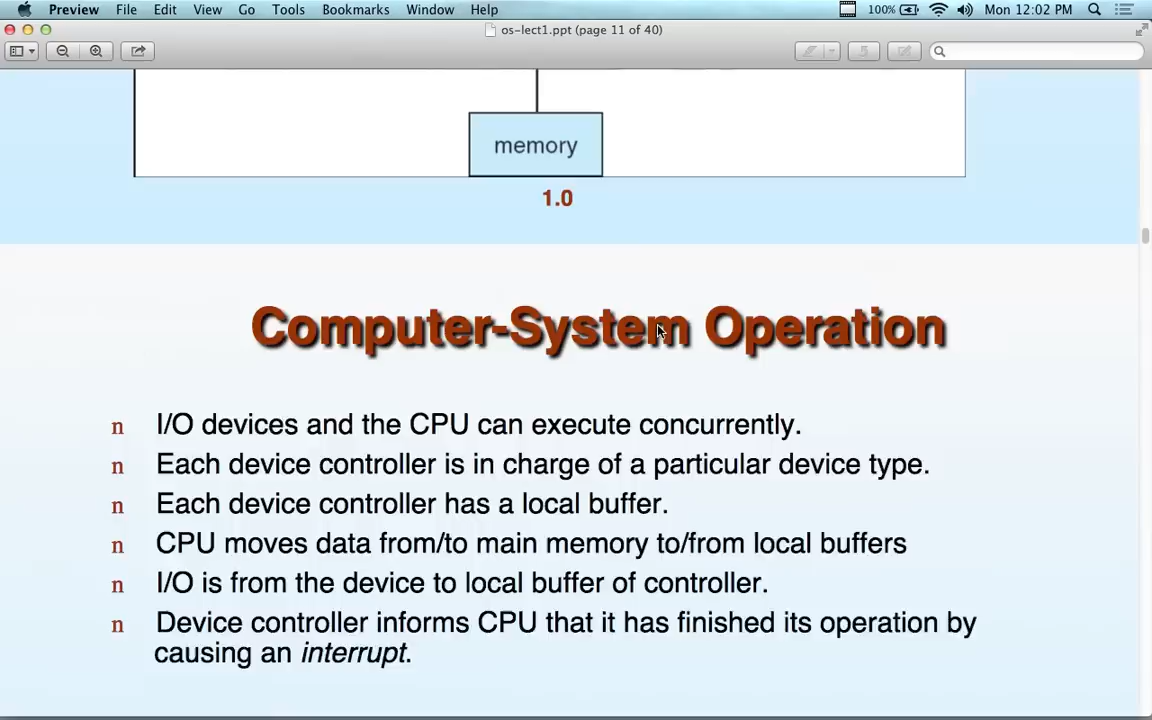 Preview File Edit View Go Tools Bookmarks Window Help 100% Mon 12:02 PM
os-lect1.ppt (page 11 of 40)
memory
1.0
Computer-System Operation
n I/O devices and the CPU can execute concurrently.
n Each device controller is in charge of a particular device type.
n Each device controller has a local buffer.
n CPU moves data from/to main memory to/from local buffers
n I/O is from the device to local buffer of controller.
n Device controller informs CPU that it has finished its operation by
causing an interrupt.